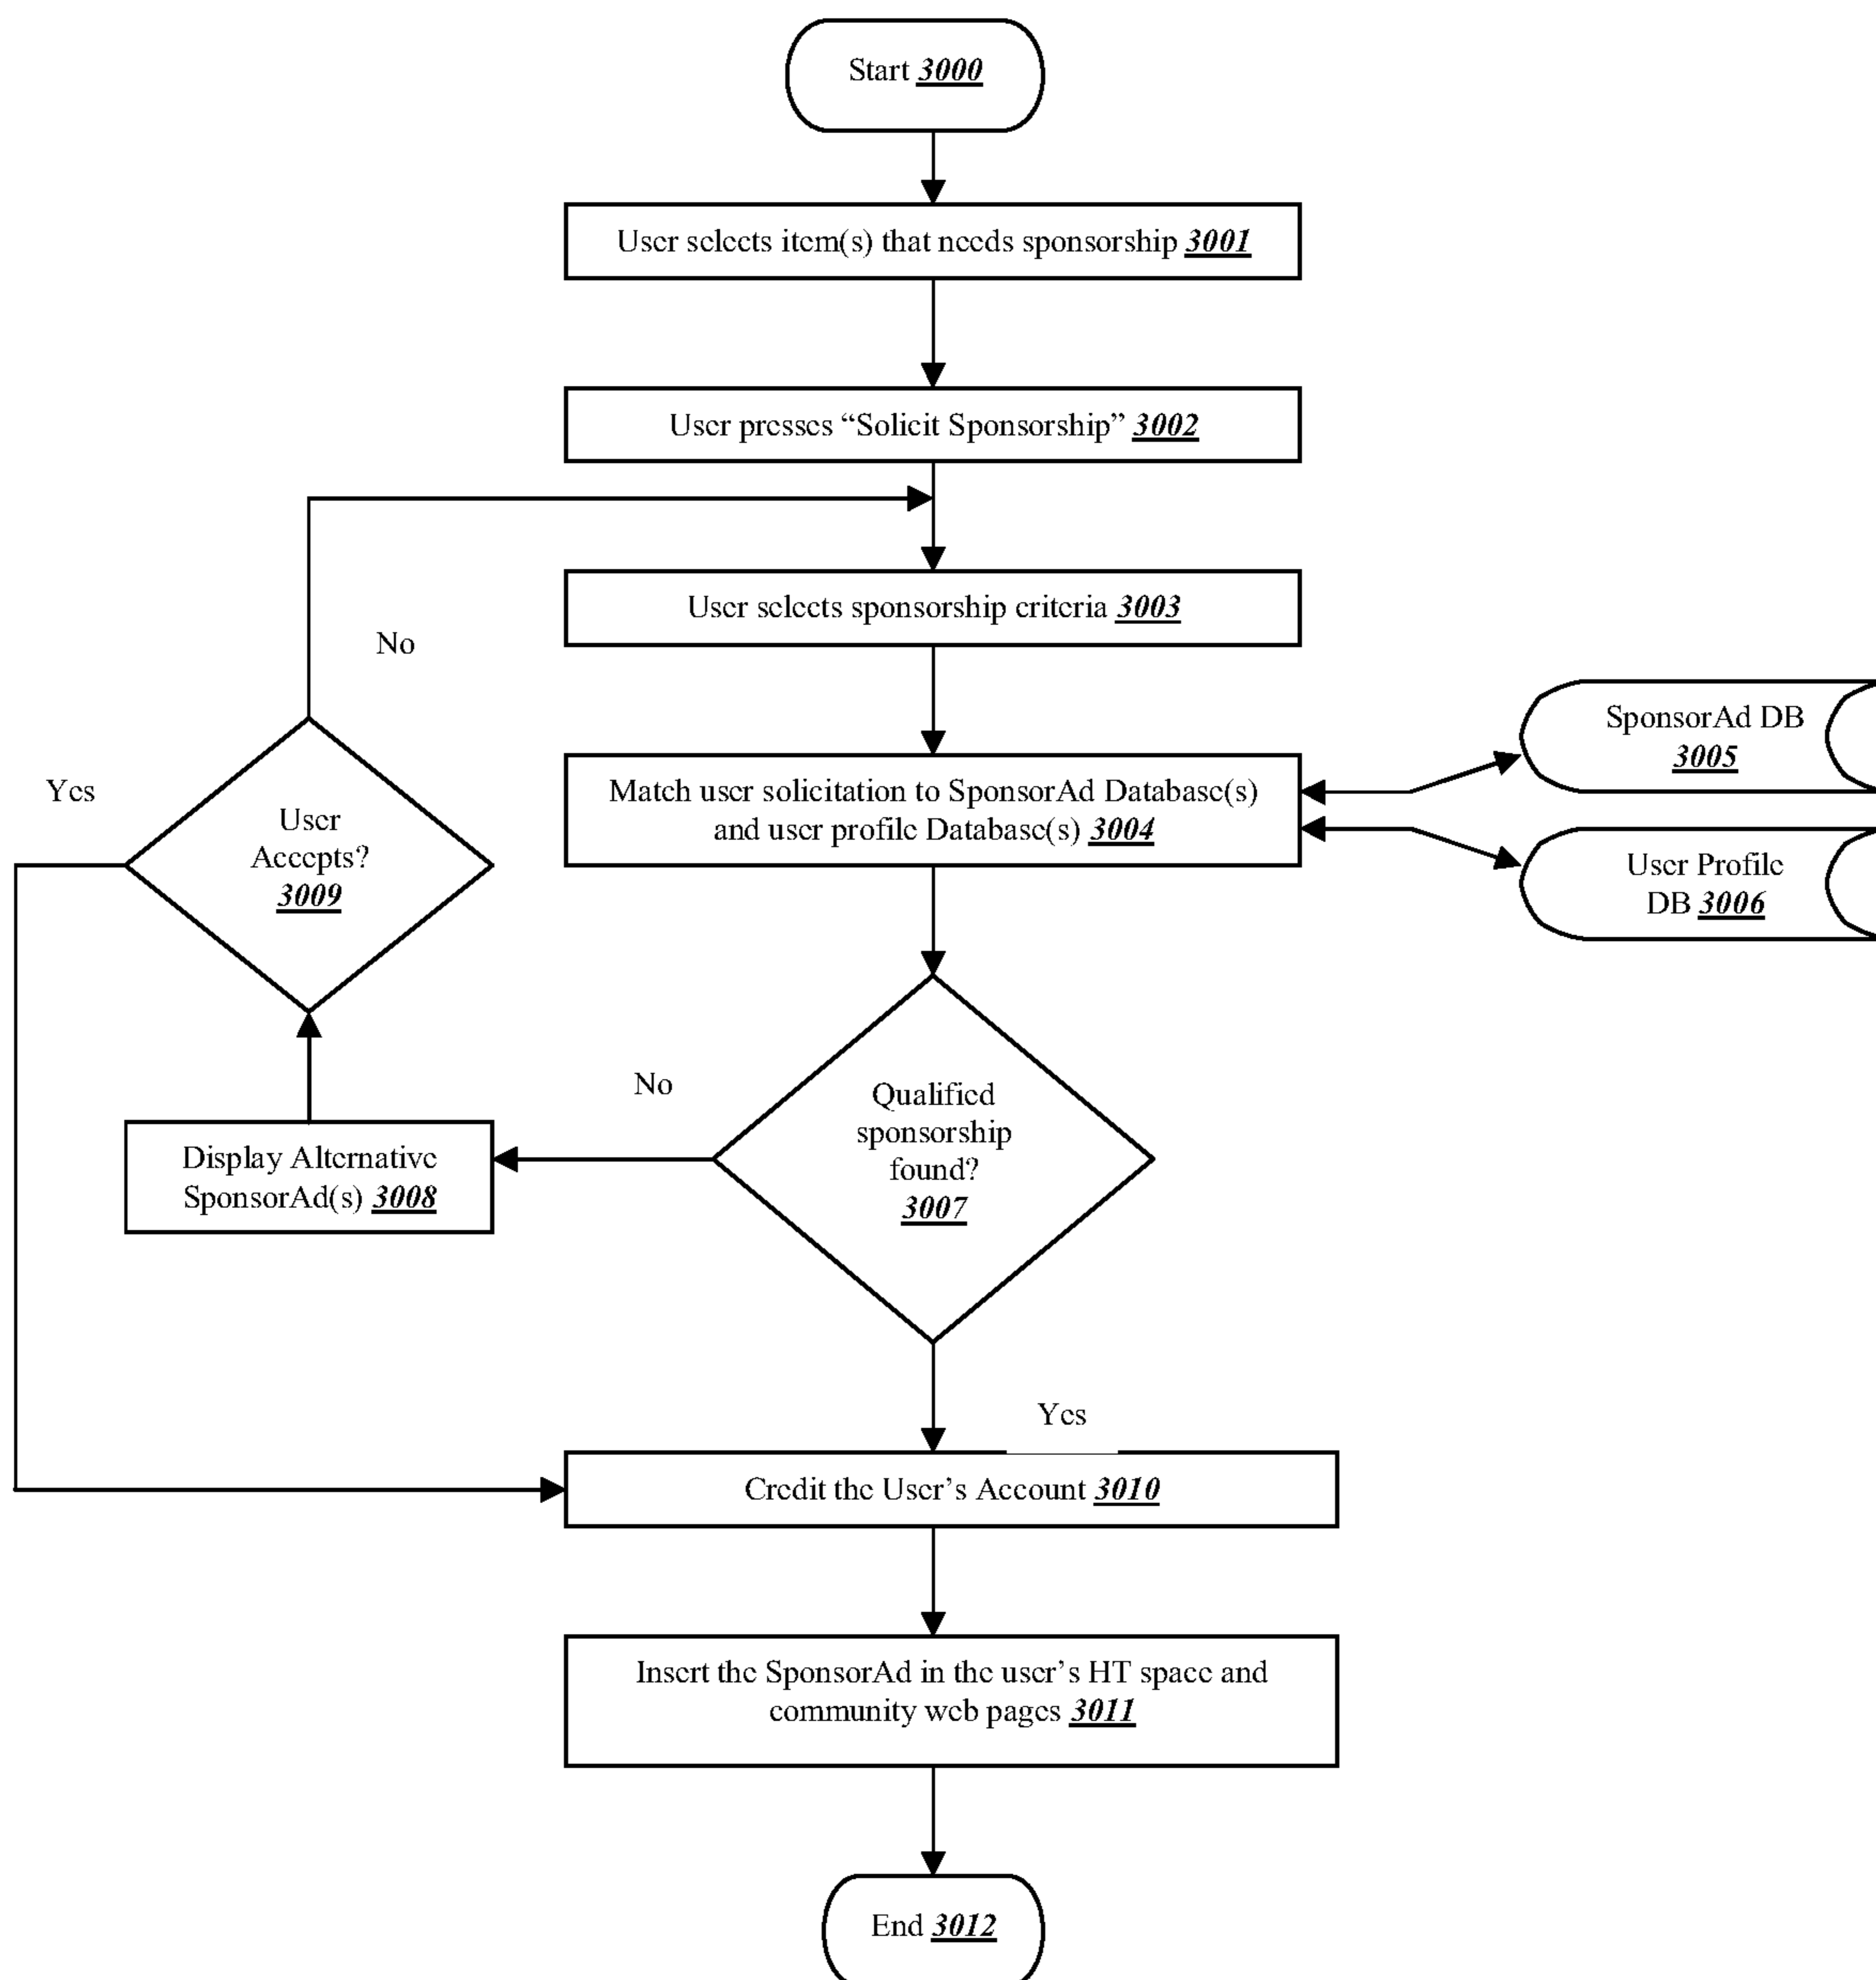 Start 3000
User selects item(s) that needs sponsorship 3001
User presses “Solicit Sponsorship” 3002
User selects sponsorship criteria 3003
No
SponsorAd DB
3005
Yes
Match user solicitation to SponsorAd Database(s)
and user profile Database(s) 3004
User
Accepts?
3009
User Profile
DB 3006
No
Qualified
sponsorship
found?
3007
Display Alternative
SponsorAd(s) 3008
Yes
Credit the User’s Account 3010
Insert the SponsorAd in the user’s HT space and
community web pages 3011
End 3012